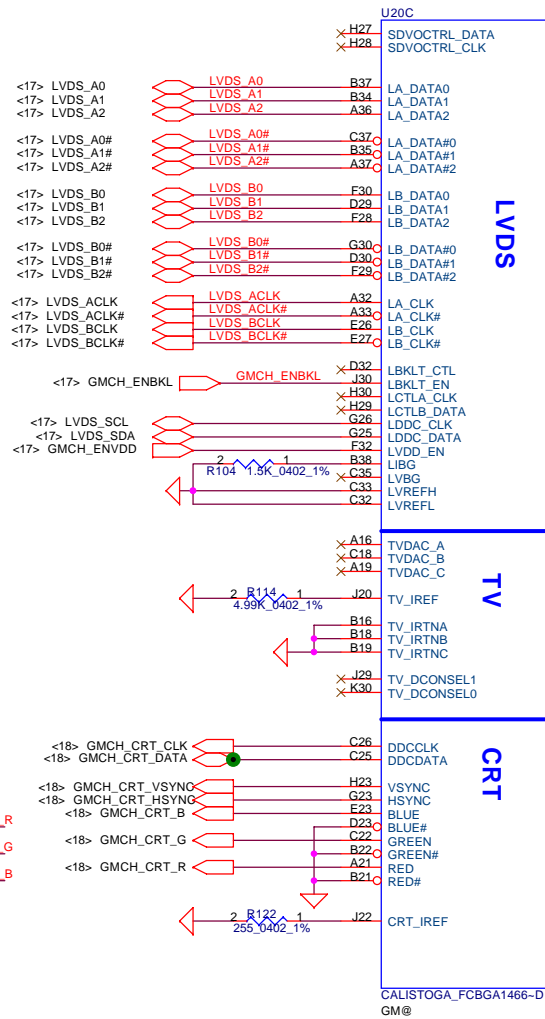 U20C
H27 SDVOCTRL_DATA
H28 SDVOCTRL_CLK
<17> LVDS_A0 LVDS_A0 B37 LA_DATA0
<17> LVDS_A1 LVDS_A1 B34 LA_DATA1
<17> LVDS_A2 LVDS_A2 A36 LA_DATA2
<17> LVDS_A0# LVDS_A0# C37 LA_DATA#0
<17> LVDS_A1# LVDS_A1# B35 LA_DATA#1
<17> LVDS_A2# LVDS_A2# A37 LA_DATA#2
<17> LVDS_B0 LVDS_B0 F30 LB_DATA0
<17> LVDS_B1 LVDS_B1 D29 LB_DATA1
<17> LVDS_B2 LVDS_B2 F28 LB_DATA2
LVDS
<17> LVDS_B0# LVDS_B0# G30 LB_DATA#0
<17> LVDS_B1# LVDS_B1# D30 LB_DATA#1
<17> LVDS_B2# LVDS_B2# F29 LB_DATA#2
<17> LVDS_ACLK LVDS_ACLK A32 LA_CLK
<17> LVDS_ACLK# LVDS_ACLK# A33 LA_CLK#
<17> LVDS_BCLK LVDS_BCLK E26 LB_CLK
<17> LVDS_BCLK# LVDS_BCLK# E27 LB_CLK#
D32 LBKLT_CTL
<17> GMCH_ENBKL GMCH_ENBKL J30 LBKLT_EN
H30 LCTLA_CLK
H29 LCTLB_DATA
<17> LVDS_SCL G26 LDDC_CLK
<17> LVDS_SDA G25 LDDC_DATA
<17> GMCH_ENVDD F32 LVDD_EN
2 1 B38 LIBG
R104 1.5K_0402_1% C35 LVBG
C33 LVREFH
C32 LVREFL
A16 TVDAC_A
C18 TVDAC_B
A19 TVDAC_C
TV
2 R114 1 J20 TV_IREF
4.99K_0402_1%
B16 TV_IRTNA
B18 TV_IRTNB
B19 TV_IRTNC
J29 TV_DCONSEL1
K30 TV_DCONSEL0
<18> GMCH_CRT_CLK C26 DDCCLK
<18> GMCH_CRT_DATA C25 DDCDATA
CRT
<18> GMCH_CRT_VSYNC H23 VSYNC
<18> GMCH_CRT_HSYNC G23 HSYNC
<18> GMCH_CRT_B E23 BLUE
R D23 BLUE#
<18> GMCH_CRT_G C22 GREEN
G B22 GREEN#
<18> GMCH_CRT_R A21 RED
B B21 RED#
2 R122 1 J22 CRT_IREF
255_0402_1%
CALISTOGA_FCBGA1466~D
GM@